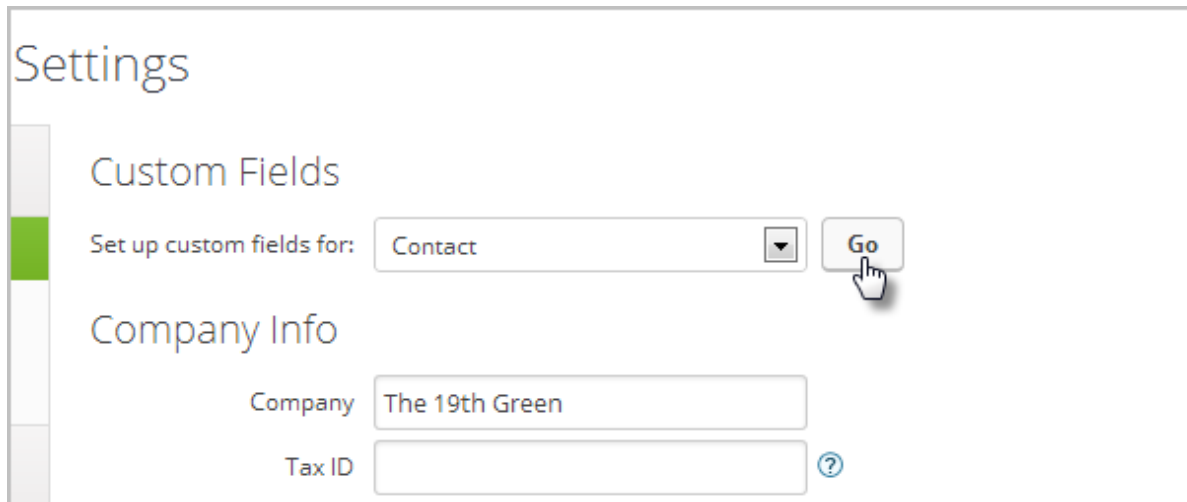 Settings
Custom Fields
Set up custom fields for: Contact Go
Company Info
Company The 19th Green
Tax ID ?